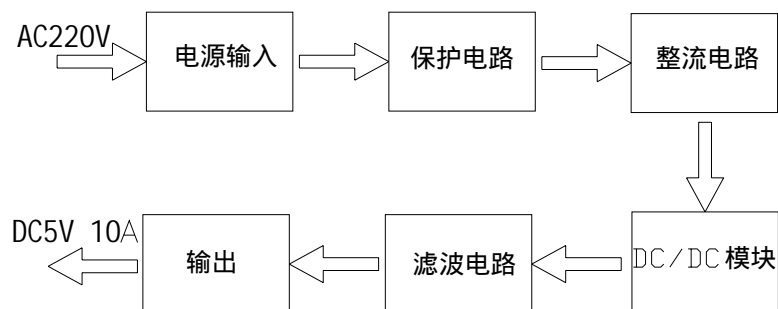 AC220V
电源输入
保护电路
整流电路
DC/DC模块
滤波电路
输出
DC5V 10A